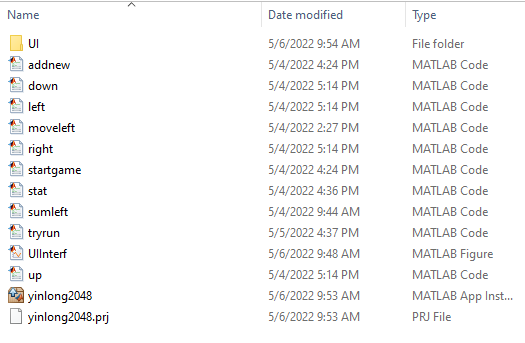 Name Date modified Type
UI 5/6/2022 9:54 AM File folder
addnew 5/4/2022 4:24 PM MATLAB Code
down 5/4/2022 5:14 PM MATLAB Code
left 5/4/2022 5:14 PM MATLAB Code
moveleft 5/4/2022 2:27 PM MATLAB Code
right 5/4/2022 5:14 PM MATLAB Code
startgame 5/4/2022 4:24 PM MATLAB Code
stat 5/4/2022 4:36 PM MATLAB Code
sumleft 5/4/2022 9:44 AM MATLAB Code
tryrun 5/5/2022 4:37 PM MATLAB Code
UIInterf 5/6/2022 9:48 AM MATLAB Figure
up 5/4/2022 5:14 PM MATLAB Code
yinlong2048 5/6/2022 9:53 AM MATLAB App Inst...
yinlong2048.prj 5/6/2022 9:53 AM PRJ File